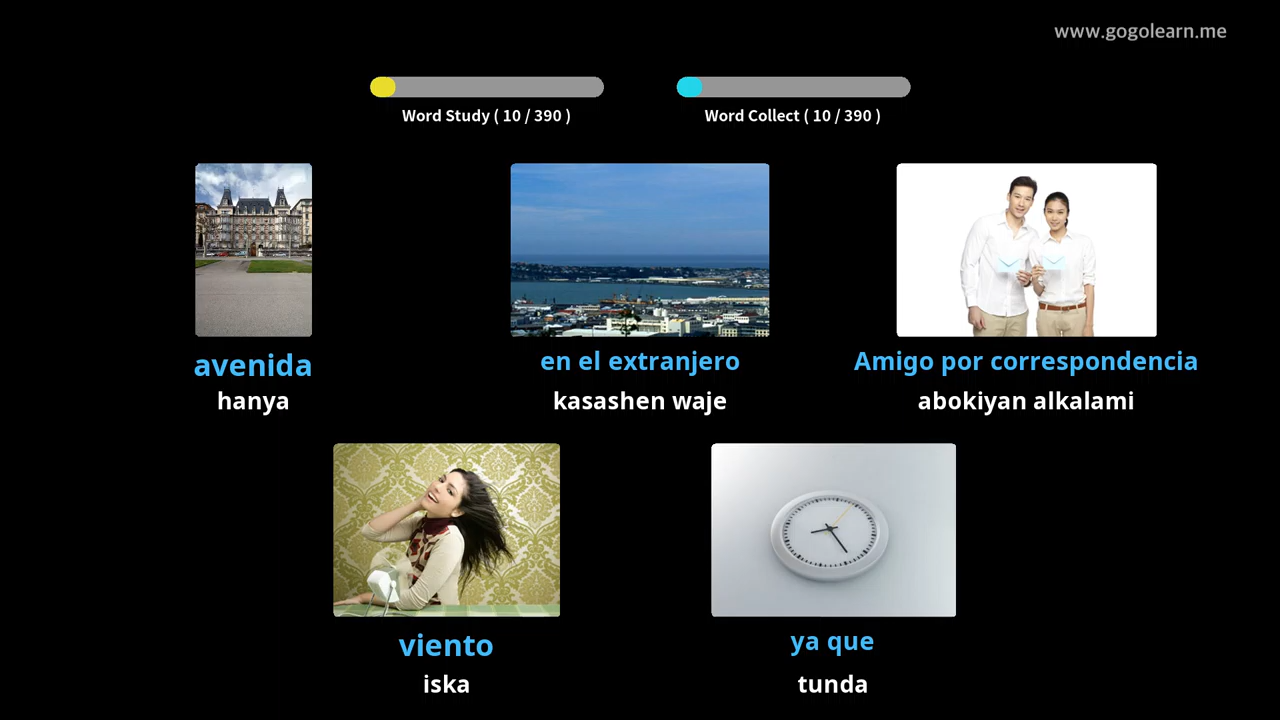 www.gogolearn.me
Word Study ( 10 / 390 )
Word Collect ( 10 / 390 )
avenida
hanya
en el extranjero
kasashen waje
Amigo por correspondencia
abokiyan alkalami
viento
iska
ya que
tunda